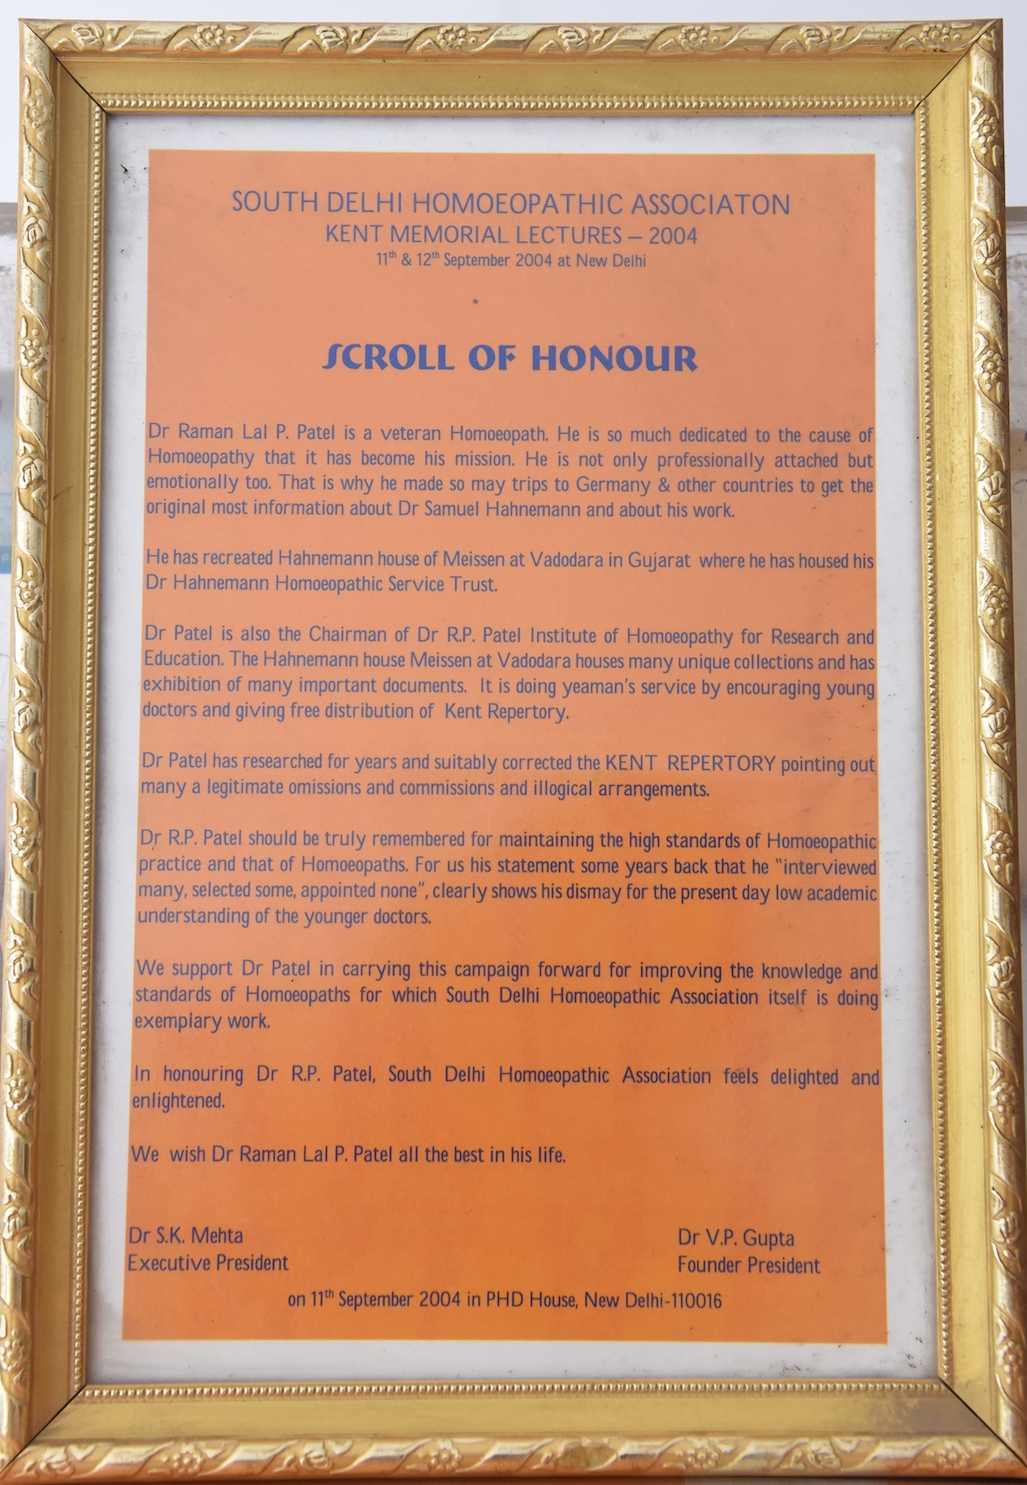 SOUTH DELHI HOMOEOPATHIC ASSOCIATON
KENT MEMORIAL LECTURES – 2004
11th & 12th September 2004 at New Delhi
SCROLL OF HONOUR
Dr Raman Lal P. Patel is a veteran Homoeopath. He is so much dedicated to the cause of
Homoeopathy that it has become his mission. He is not only professionally attached but
emotionally too. That is why he made so may trips to Germany & other countries to get the
original most information about Dr Samuel Hahnemann and about his work.
He has recreated Hahnemann house of Meissen at Vadodara in Gujarat where he has housed his
Dr Hahnemann Homoeopathic Service Trust.
Dr Patel is also the Chairman of Dr R.P. Patel Institute of Homoeopathy for Research and
Education. The Hahnemann house Meissen at Vadodara houses many unique collections and has
exhibition of many important documents. It is doing yeaman's service by encouraging young
doctors and giving free distribution of Kent Repertory.
Dr Patel has researched for years and suitably corrected the KENT REPERTORY pointing out
many a legitimate omissions and commissions and illogical arrangements.
Dr R.P. Patel should be truly remembered for maintaining the high standards of Homoeopathic
practice and that of Homoeopaths. For us his statement some years back that he "interviewed
many, selected some, appointed none", clearly shows his dismay for the present day low academic
understanding of the younger doctors.
We support Dr Patel in carrying this campaign forward for improving the knowledge and
standards of Homoeopaths for which South Delhi Homoeopathic Association itself is doing
exemplary work.
In honouring Dr R.P. Patel, South Delhi Homoeopathic Association feels delighted and
enlightened.
We wish Dr Raman Lal P. Patel all the best in his life.
Dr S.K. Mehta Dr V.P. Gupta
Executive President Founder President
on 11th September 2004 in PHD House, New Delhi-110016